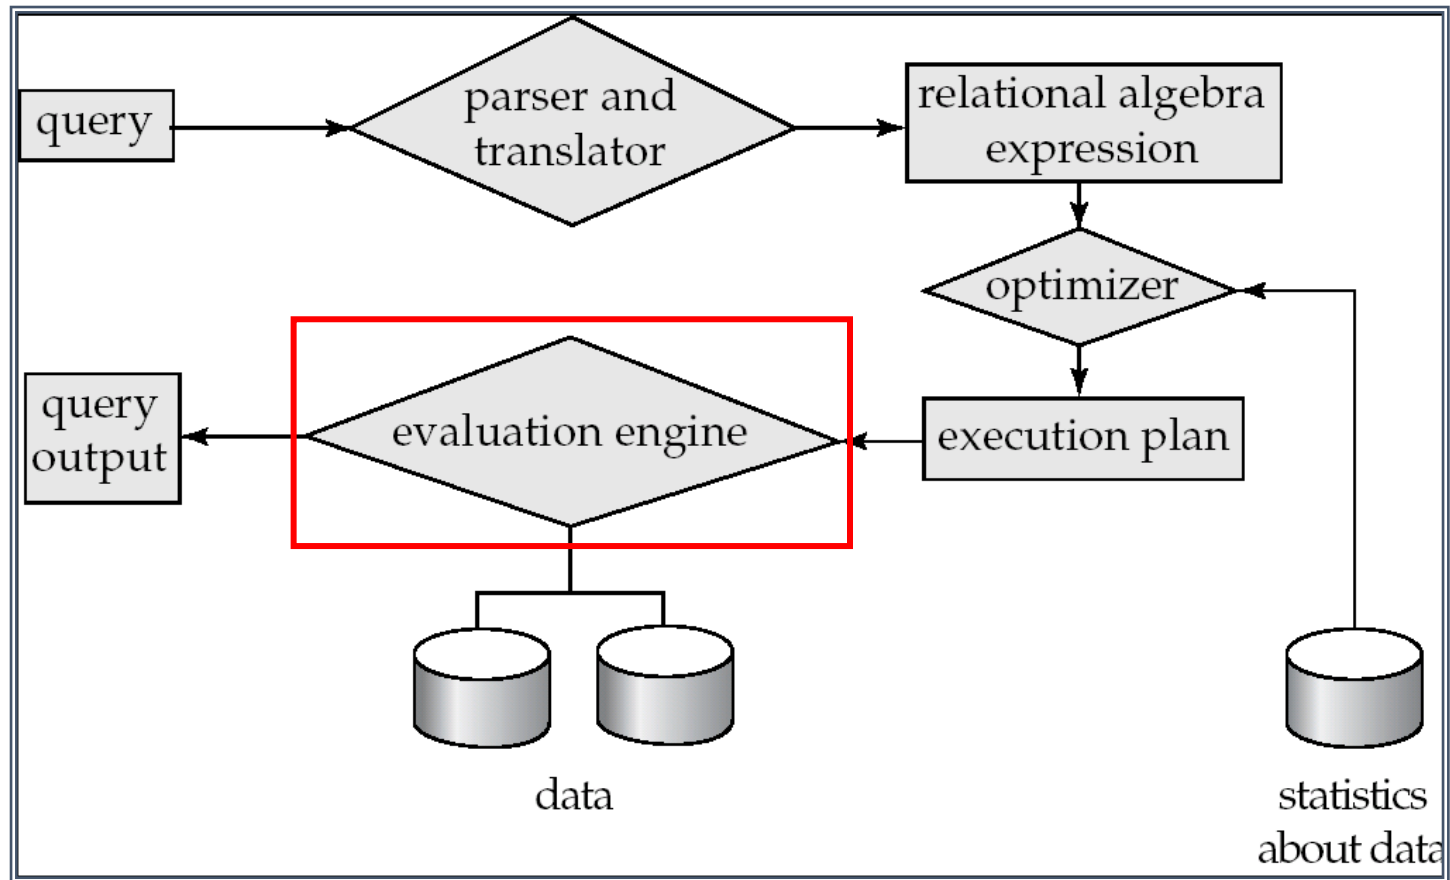 query
parser and
translator
relational algebra
expression
optimizer
execution plan
evaluation engine
query
output
data
statistics
about data